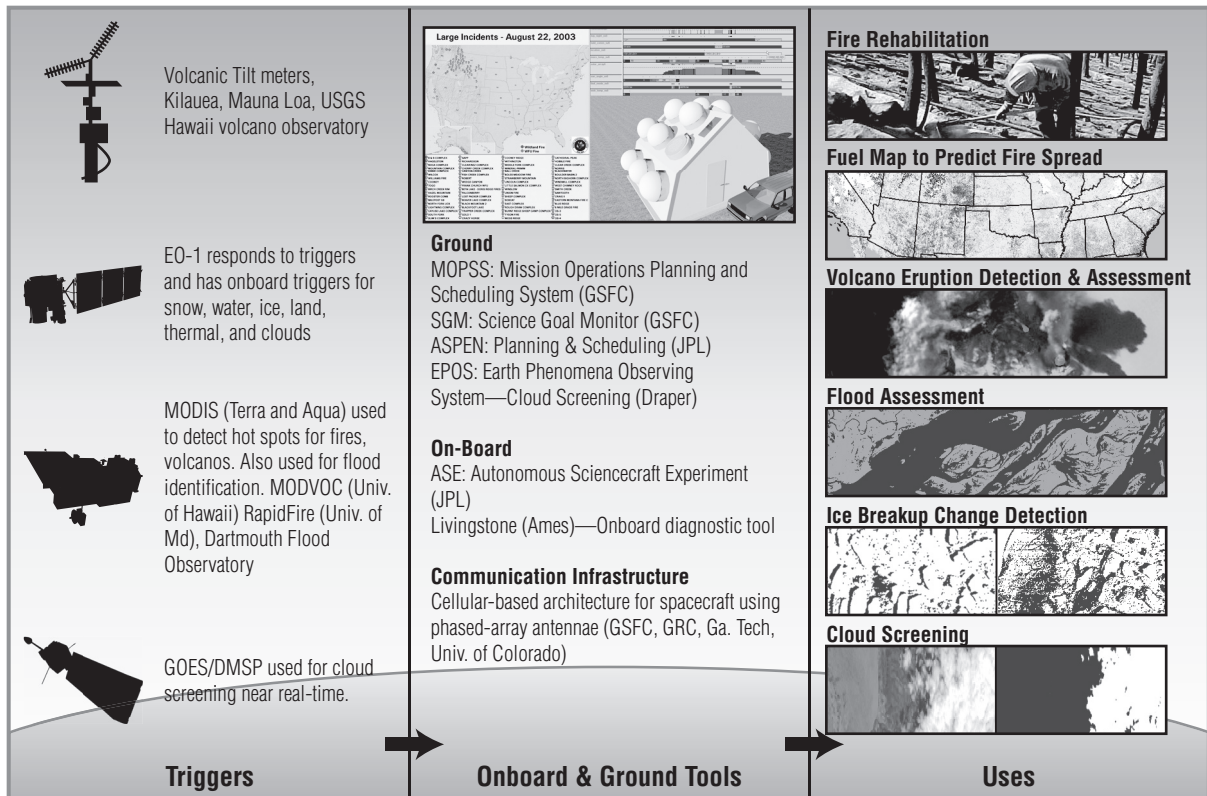 Volcanic Tilt meters,
Kilauea, Mauna Loa, USGS
Hawaii volcano observatory
EO-1 responds to triggers
and has onboard triggers for
snow, water, ice, land,
thermal, and clouds
MODIS (Terra and Aqua) used
to detect hot spots for fires,
volcanos. Also used for flood
identification. MODVOC (Univ.
of Hawaii) RapidFire (Univ. of
Md), Dartmouth Flood
Observatory
GOES/DMSP used for cloud
screening near real-time.
Triggers
Large Incidents - August 22, 2003
Ground
MOPSS: Mission Operations Planning and
Scheduling System (GSFC)
SGM: Science Goal Monitor (GSFC)
ASPEN: Planning & Scheduling (JPL)
EPOS: Earth Phenomena Observing
System—Cloud Screening (Draper)
On-Board
ASE: Autonomous Sciencecraft Experiment
(JPL)
Livingstone (Ames)—Onboard diagnostic tool
Communication Infrastructure
Cellular-based architecture for spacecraft using
phased-array antennae (GSFC, GRC, Ga. Tech,
Univ. of Colorado)
Onboard & Ground Tools
Fire Rehabilitation
Fuel Map to Predict Fire Spread
Volcano Eruption Detection & Assessment
Flood Assessment
Ice Breakup Change Detection
Cloud Screening
Uses